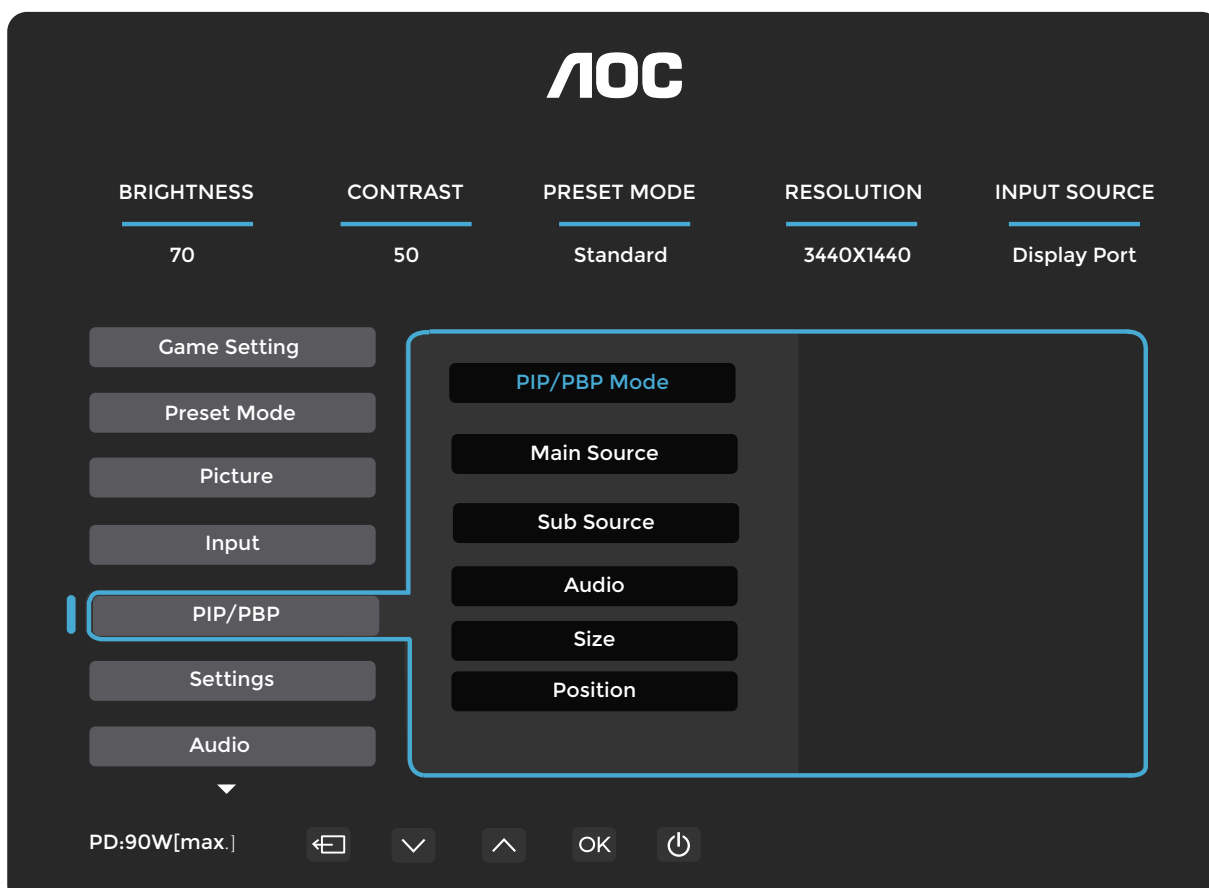 AOC
BRIGHTNESS CONTRAST PRESET MODE RESOLUTION INPUT SOURCE
70 50 Standard 3440X1440 Display Port
Game Setting
Preset Mode
Picture
Input
PIP/PBP
Settings
Audio
PIP/PBP Mode
Main Source
Sub Source
Audio
Size
Position
PD:90W[max.]
OK